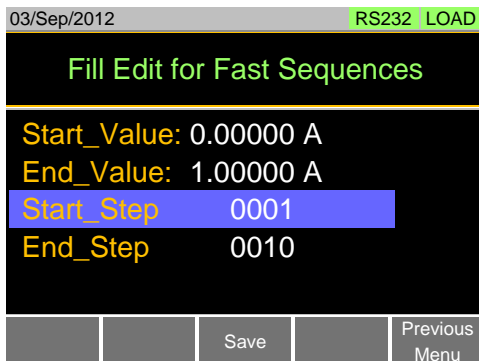 03/Sep/2012 RS232 LOAD
Fill Edit for Fast Sequences
Start_Value: 0.00000 A
End_Value: 1.00000 A
Start_Step 0001
End_Step 0010
Save Previous
Menu